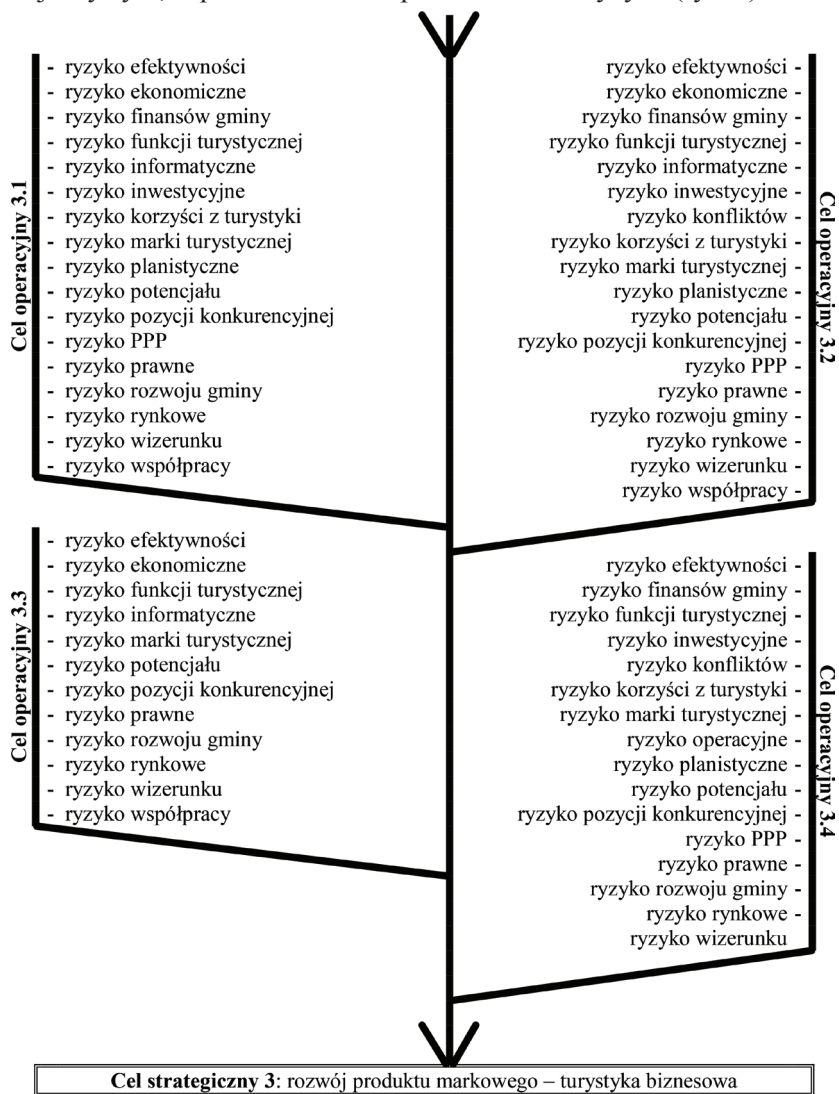 Cel operacyjny 3.1
- ryzyko efektywności
- ryzyko ekonomiczne
- ryzyko finansów gminy
- ryzyko funkcji turystycznej
- ryzyko informatyczne
- ryzyko inwestycyjne
- ryzyko korzyści z turystyki
- ryzyko marki turystycznej
- ryzyko planistyczne
- ryzyko potencjału
- ryzyko pozycji konkurencyjnej
- ryzyko PPP
- ryzyko prawne
- ryzyko rozwoju gminy
- ryzyko rynkowe
- ryzyko wizerunku
- ryzyko współpracy
ryzyko efektywności -
ryzyko ekonomiczne -
ryzyko finansów gminy -
ryzyko funkcji turystycznej -
ryzyko informatyczne -
ryzyko inwestycyjne -
ryzyko konfliktów -
ryzyko korzyści z turystyki -
ryzyko marki turystycznej -
ryzyko planistyczne -
ryzyko potencjału -
ryzyko pozycji konkurencyjnej -
ryzyko PPP -
ryzyko prawne -
ryzyko rozwoju gminy -
ryzyko rynkowe -
ryzyko wizerunku -
ryzyko współpracy -
Cel operacyjny 3.2
Cel operacyjny 3.3
- ryzyko efektywności
- ryzyko ekonomiczne
- ryzyko funkcji turystycznej
- ryzyko informatyczne
- ryzyko marki turystycznej
- ryzyko potencjału
- ryzyko pozycji konkurencyjnej
- ryzyko prawne
- ryzyko rozwoju gminy
- ryzyko rynkowe
- ryzyko wizerunku
- ryzyko współpracy
ryzyko efektywności -
ryzyko finansów gminy -
ryzyko funkcji turystycznej -
ryzyko inwestycyjne -
ryzyko konfliktów -
ryzyko korzyści z turystyki -
ryzyko marki turystycznej -
ryzyko operacyjne -
ryzyko planistyczne -
ryzyko potencjału -
ryzyko pozycji konkurencyjnej -
ryzyko PPP -
ryzyko prawne -
ryzyko rozwoju gminy -
ryzyko rynkowe -
ryzyko wizerunku
Cel operacyjny 3.4
Cel strategiczny 3: rozwój produktu markowego – turystyka biznesowa